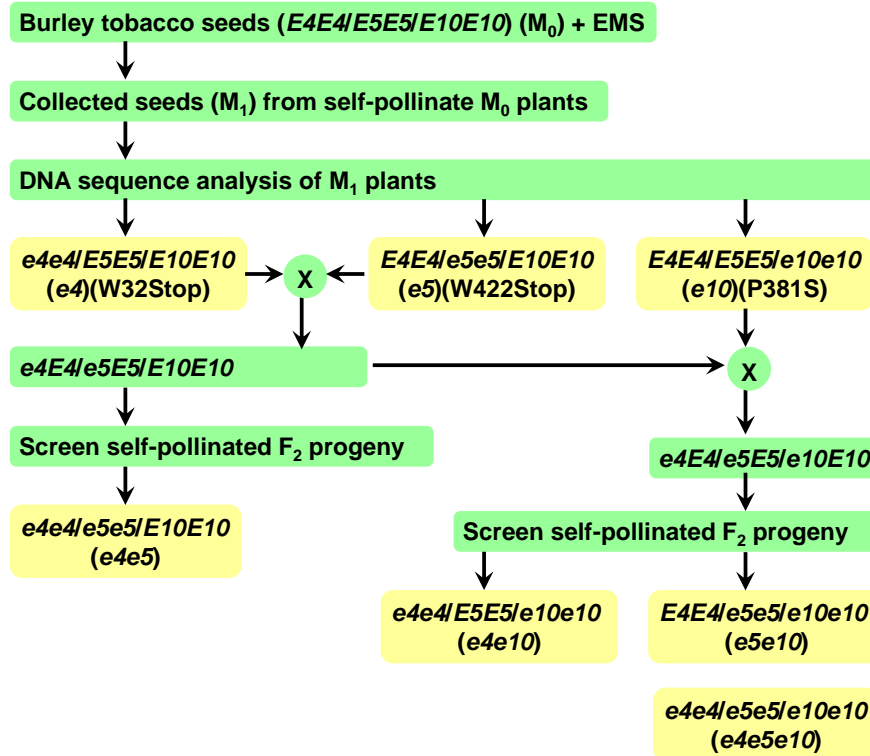 Burley tobacco seeds (E4E4/E5E5/E10E10) (M₀) + EMS
Collected seeds (M₁) from self-pollinate M₀ plants
DNA sequence analysis of M₁ plants
e4e4/E5E5/E10E10
(e4)(W32Stop)
X
E4E4/e5e5/E10E10
(e5)(W422Stop)
E4E4/E5E5/e10e10
(e10)(P381S)
e4E4/e5E5/E10E10
X
Screen self-pollinated F₂ progeny
e4E4/e5E5/e10E10
e4e4/e5e5/E10E10
(e4e5)
Screen self-pollinated F₂ progeny
e4e4/E5E5/e10e10
(e4e10)
E4E4/e5e5/e10e10
(e5e10)
e4e4/e5e5/e10e10
(e4e5e10)